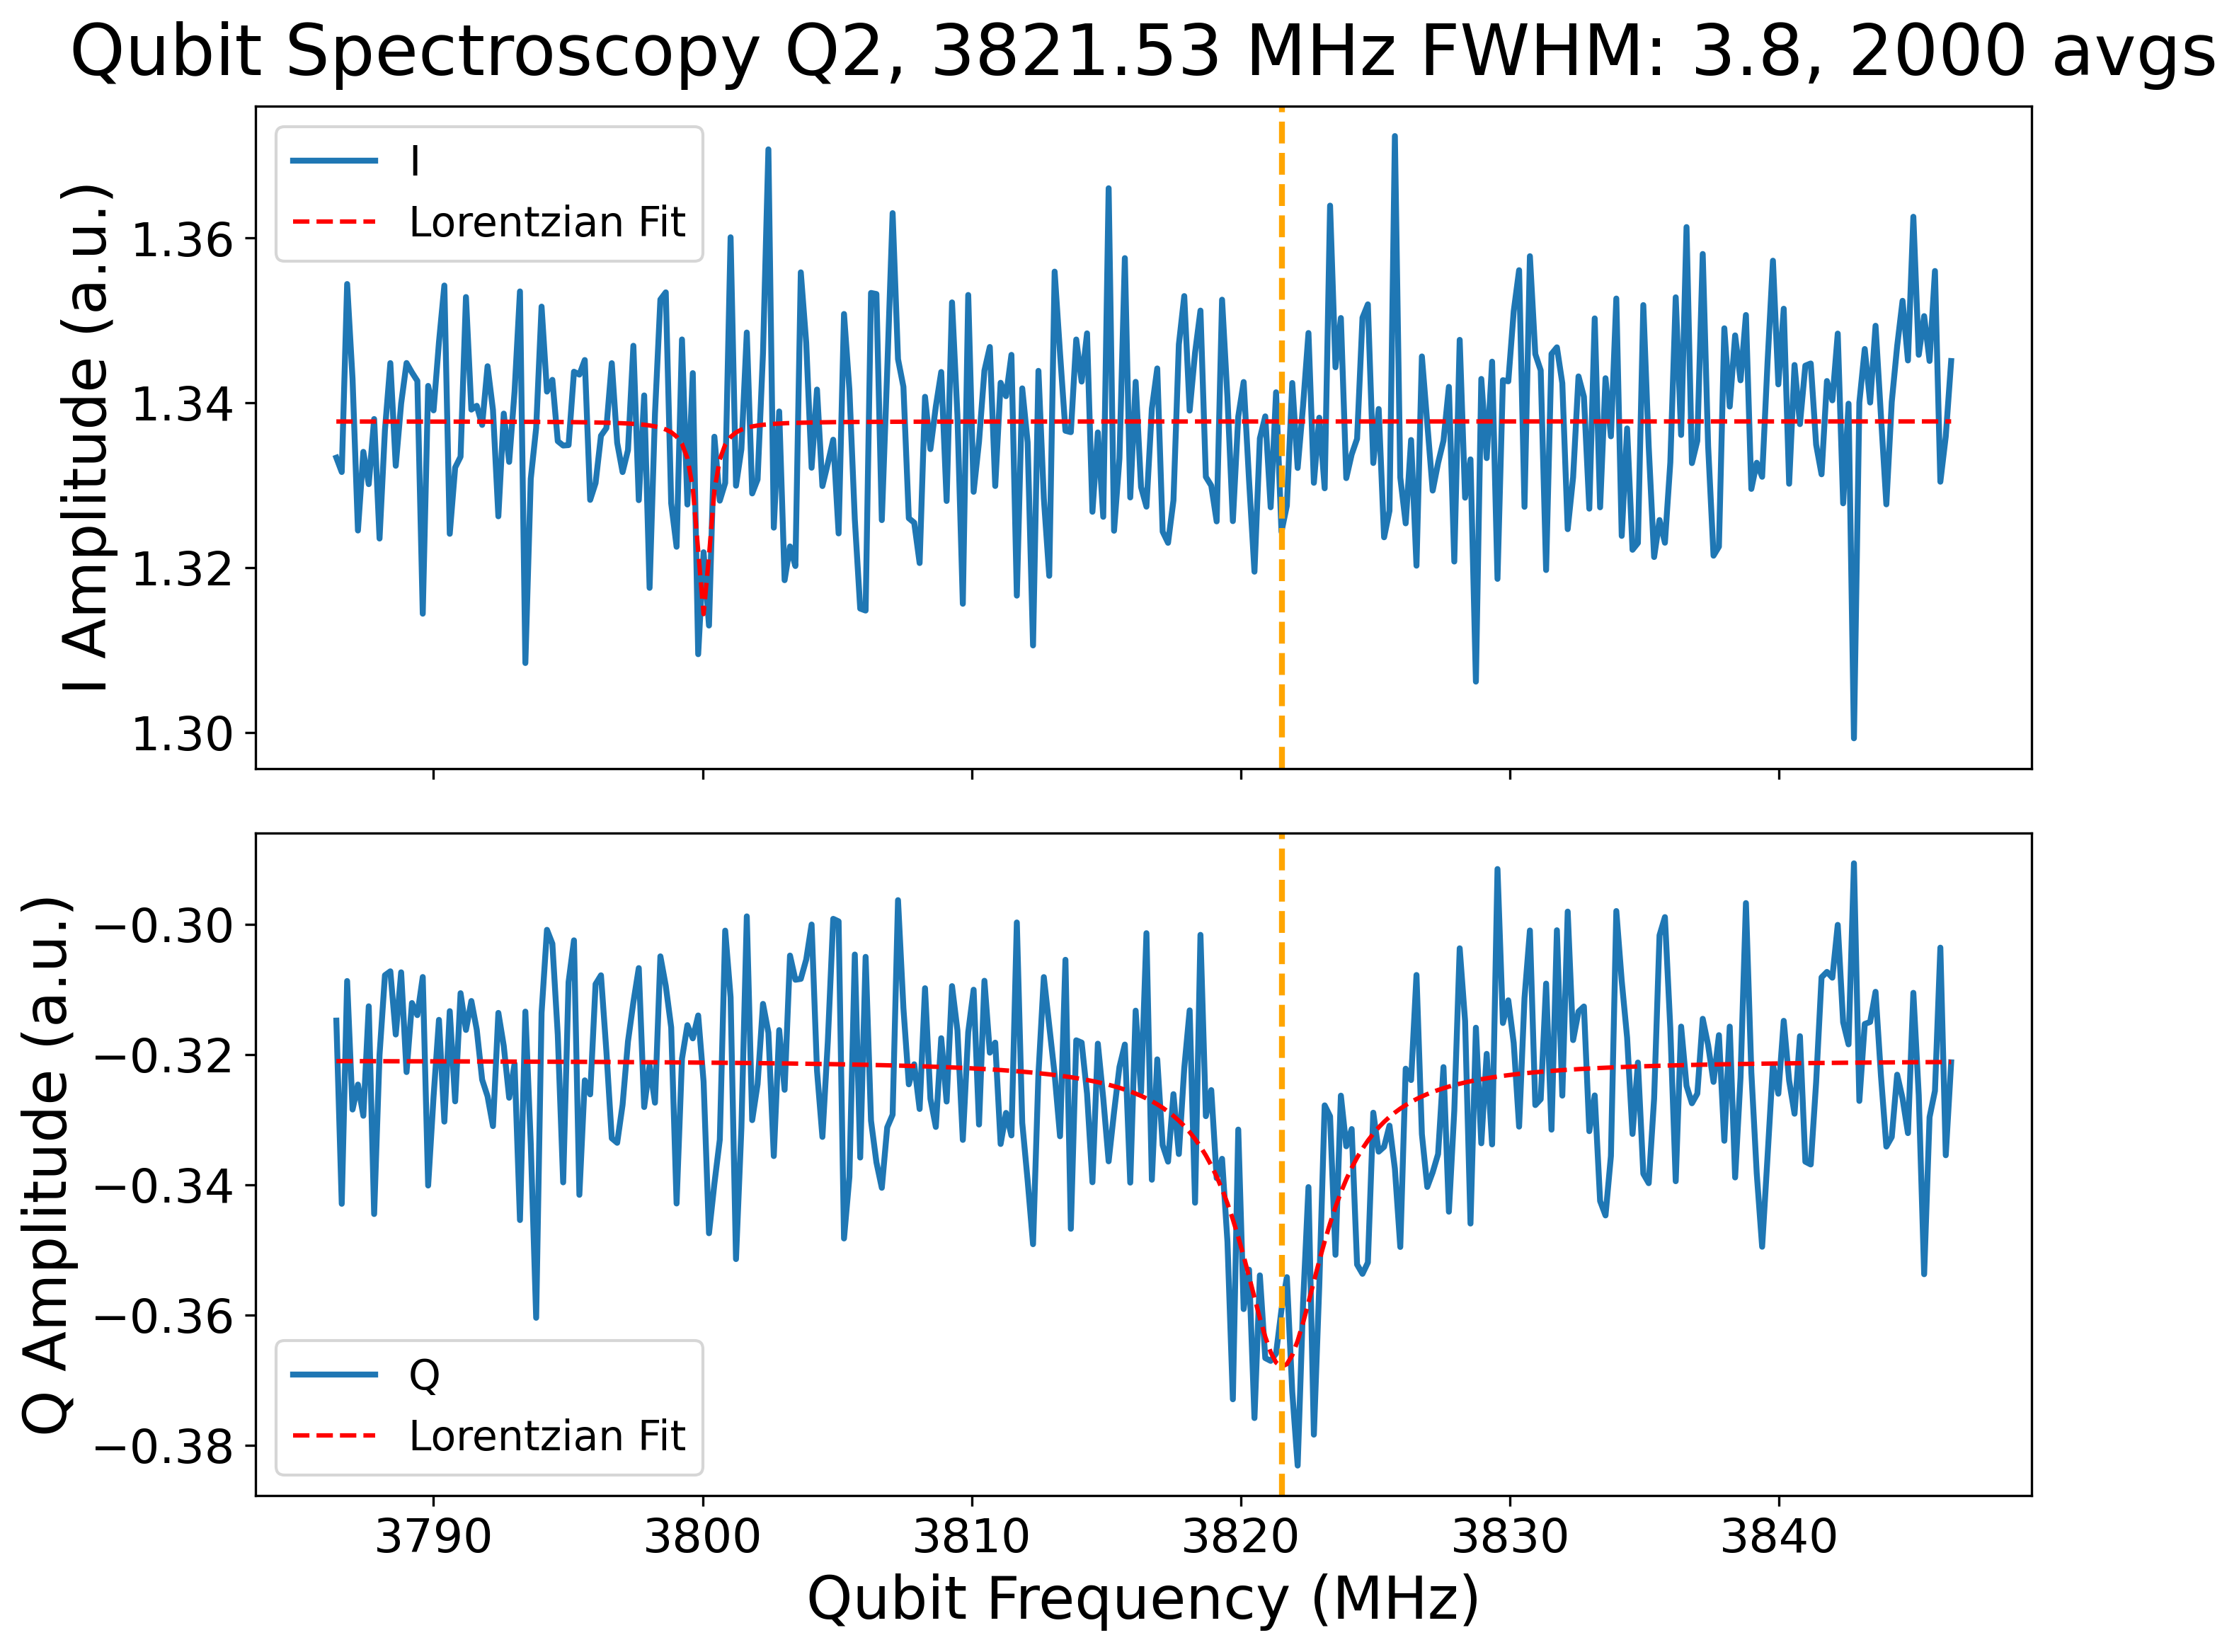 Qubit Spectroscopy Q2, 3821.53 MHz FWHM: 3.8, 2000 avgs
I
Lorentzian Fit
I Amplitude (a.u.)
1.36
1.34
1.32
1.30
Q Amplitude (a.u.)
−0.30
−0.32
−0.34
−0.36
−0.38
Q
Lorentzian Fit
3790 3800 3810 3820 3830 3840
Qubit Frequency (MHz)